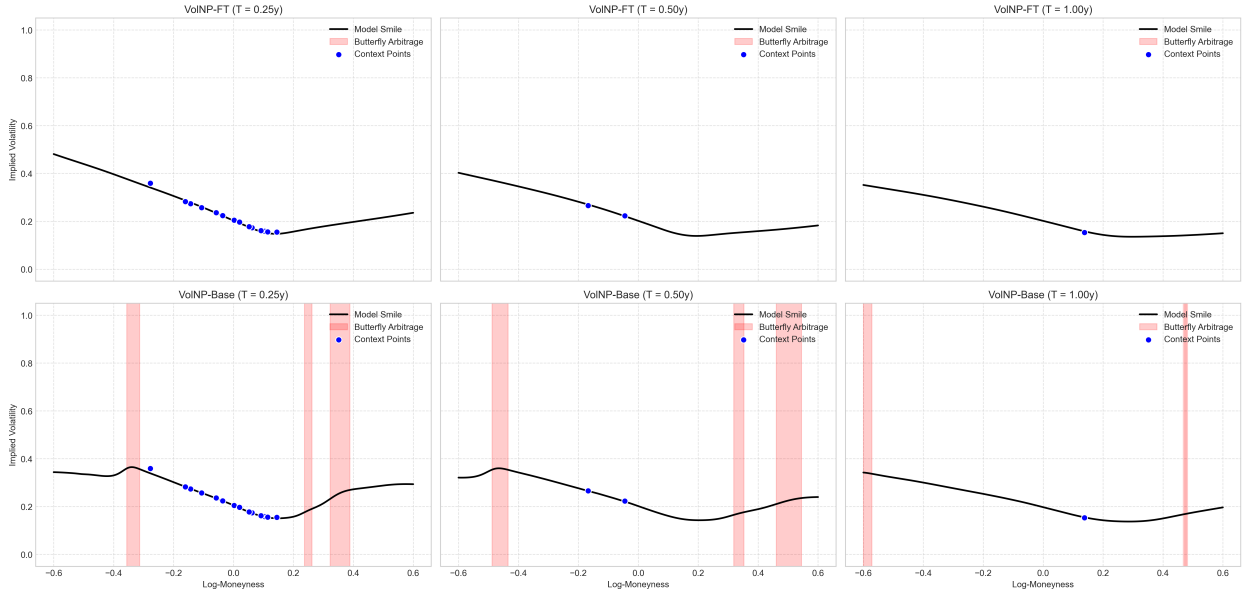 VolNP-FT (T = 0.25y)
VolNP-FT (T = 0.50y)
VolNP-FT (T = 1.00y)
1.0
0.8
0.6
0.4
0.2
0.0
Implied Volatility
Model Smile
Butterfly Arbitrage
Context Points
Model Smile
Butterfly Arbitrage
Context Points
Model Smile
Butterfly Arbitrage
Context Points
VolNP-Base (T = 0.25y)
VolNP-Base (T = 0.50y)
VolNP-Base (T = 1.00y)
1.0
0.8
0.6
0.4
0.2
0.0
Implied Volatility
Model Smile
Butterfly Arbitrage
Context Points
Model Smile
Butterfly Arbitrage
Context Points
Model Smile
Butterfly Arbitrage
Context Points
−0.6 −0.4 −0.2 0.0 0.2 0.4 0.6
−0.6 −0.4 −0.2 0.0 0.2 0.4 0.6
−0.6 −0.4 −0.2 0.0 0.2 0.4 0.6
Log-Moneyness
Log-Moneyness
Log-Moneyness